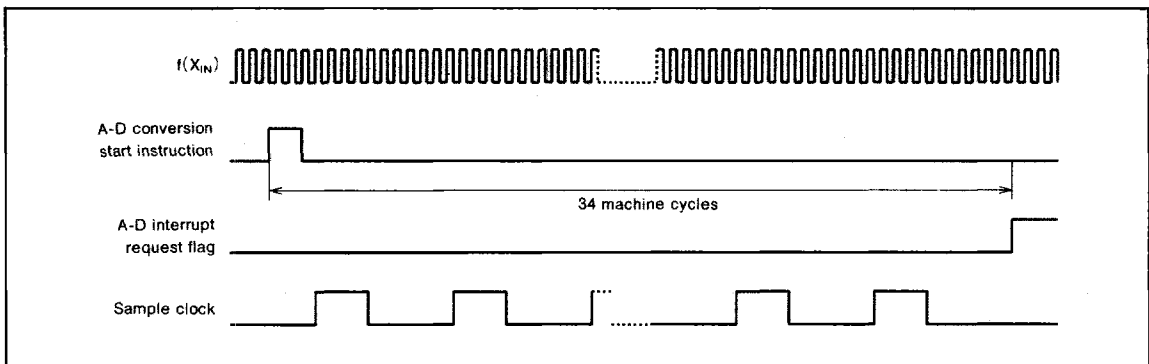 f(XIN)
A-D conversion
start instruction
34 machine cycles
A-D interrupt
request flag
Sample clock